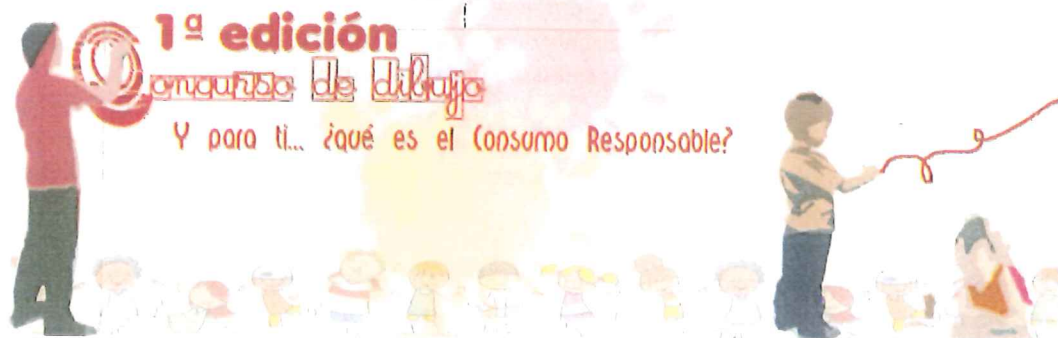 1ª edición
Concurso de dibujo
Y para ti... ¿qué es el Consumo Responsable?